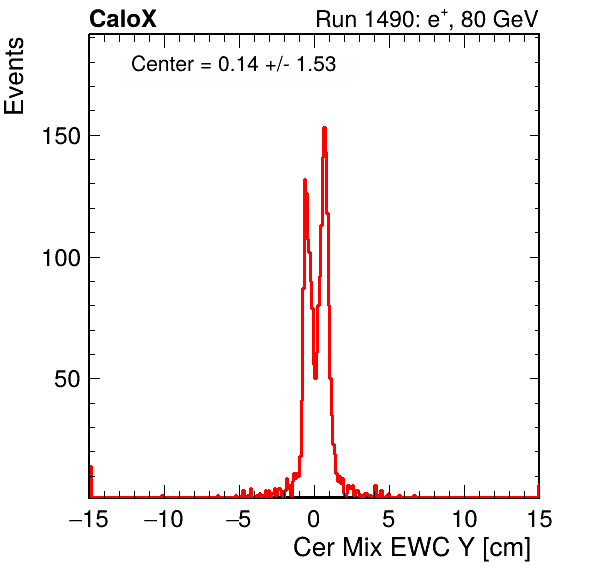 CaloX Run 1490: e⁺, 80 GeV
Center = 0.14 +/- 1.53
Events
150
100
50
−15 −10 −5 0 5 10 15
Cer Mix EWC Y [cm]